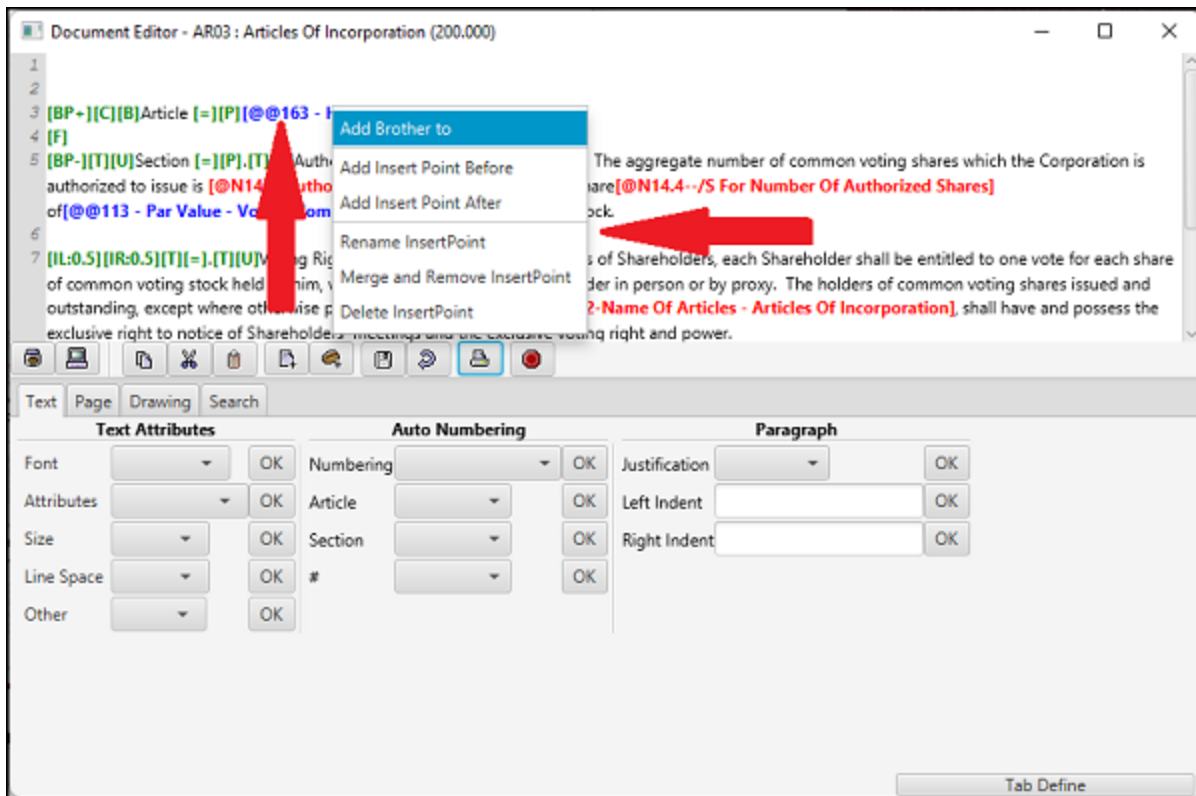 Document Editor - AR03 : Articles Of Incorporation (200.000)
1
2
3 [BP+][C][B]Article [=][P][@@163 - H
4 [F]
5 [BP-][T][U]Section [=][P].[T] Auth The aggregate number of common voting shares which the Corporation is
authorized to issue is [@N14 utho are[@N14.4--/S For Number Of Authorized Shares]
of[@@113 - Par Value - Vo om ock.
6
7 [IL:0.5][IR:0.5][T][=].[T][U]V g Rig s of Shareholders, each Shareholder shall be entitled to one vote for each share
of common voting stock held him, der in person or by proxy. The holders of common voting shares issued and
outstanding, except where oth ise p 2-Name Of Articles - Articles Of Incorporation], shall have and possess the
exclusive right to notice of Shareholders' meetings and the exclusive voting right and power.
Add Brother to
Add Insert Point Before
Add Insert Point After
Rename InsertPoint
Merge and Remove InsertPoint
Delete InsertPoint
Text Page Drawing Search
Text Attributes Auto Numbering Paragraph
Font OK Numbering OK Justification OK
Attributes OK Article OK Left Indent OK
Size OK Section OK Right Indent OK
Line Space OK # OK
Other OK
Tab Define